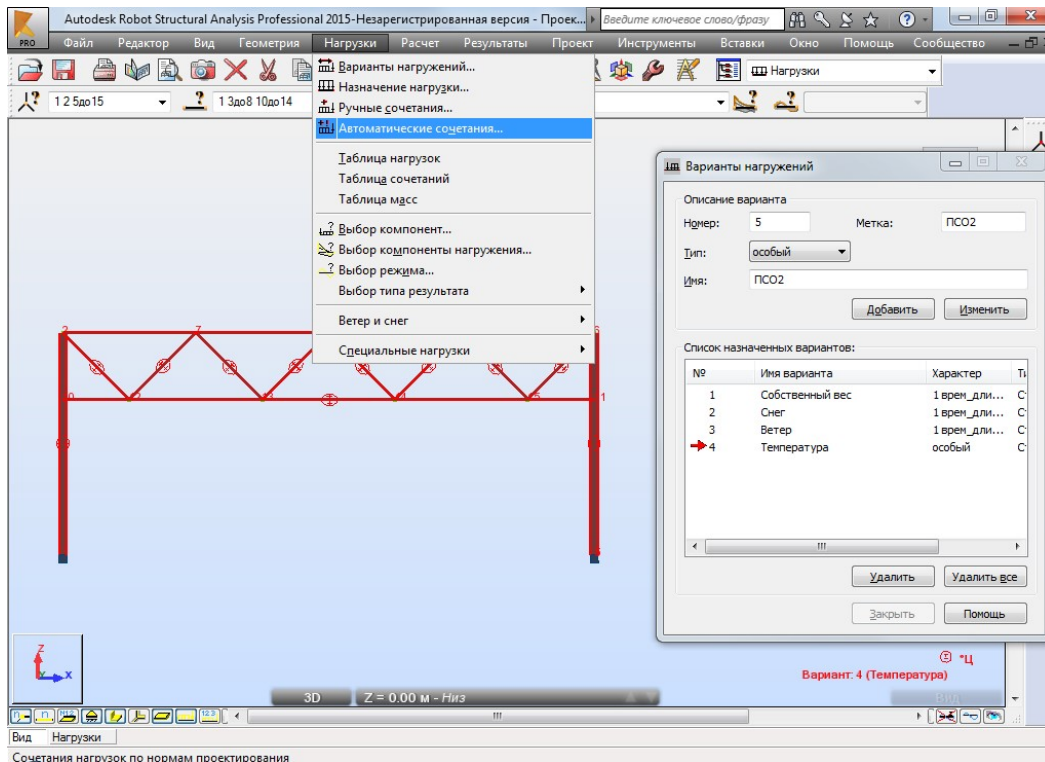 Autodesk Robot Structural Analysis Professional 2015-Незарегистрированная версия - Проек... Введите ключевое слово/фразу
PRO Файл Редактор Вид Геометрия Нагрузки Расчет Результаты Проект Инструменты Вставки Окно Помощь Сообщество
Варианты нагружений...
Назначение нагрузки...
Нагрузки
1 2 5до15
1 3до8 10до14
Ручные сочетания...
Автоматические сочетания...
Таблица нагрузок
Таблица сочетаний
Таблица масс
Выбор компонент...
Выбор компоненты нагружения...
Выбор режима...
Выбор типа результата
Ветер и снег
Специальные нагрузки
Варианты нагружений
Описание варианта
Номер: 5 Метка: ПСО2
Тип: особый
Имя: ПСО2
Добавить Изменить
Список назначенных вариантов:
№ Имя варианта Характер
1 Собственный вес 1 врем_дли...
2 Снег 1 врем_дли...
3 Ветер 1 врем_дли...
4 Температура особый
Удалить Удалить все
Закрыть Помощь
2 7
°Ц
Вариант: 4 (Температура)
Z
X
3D Z = 0.00 м - Низ
Вид
Вид Нагрузки
Сочетания нагрузок по нормам проектирования